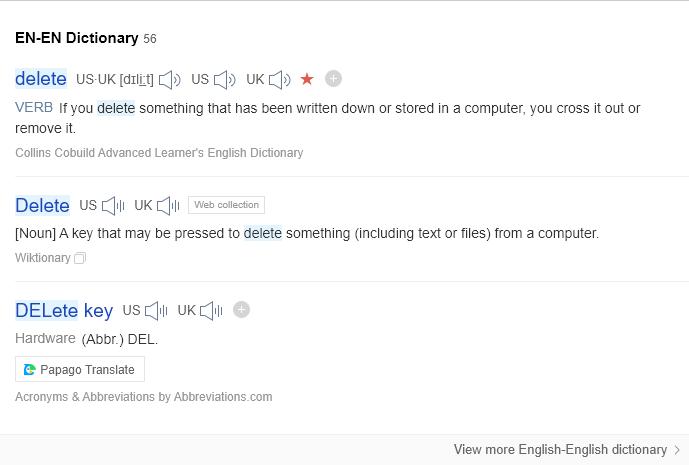 EN-EN Dictionary 56
delete US·UK [dɪliːt] US UK
VERB If you delete something that has been written down or stored in a computer, you cross it out or
remove it.
Collins Cobuild Advanced Learner's English Dictionary
Delete US UK Web collection
[Noun] A key that may be pressed to delete something (including text or files) from a computer.
Wiktionary
DELete key US UK
Hardware (Abbr.) DEL.
Papago Translate
Acronyms & Abbreviations by Abbreviations.com
View more English-English dictionary